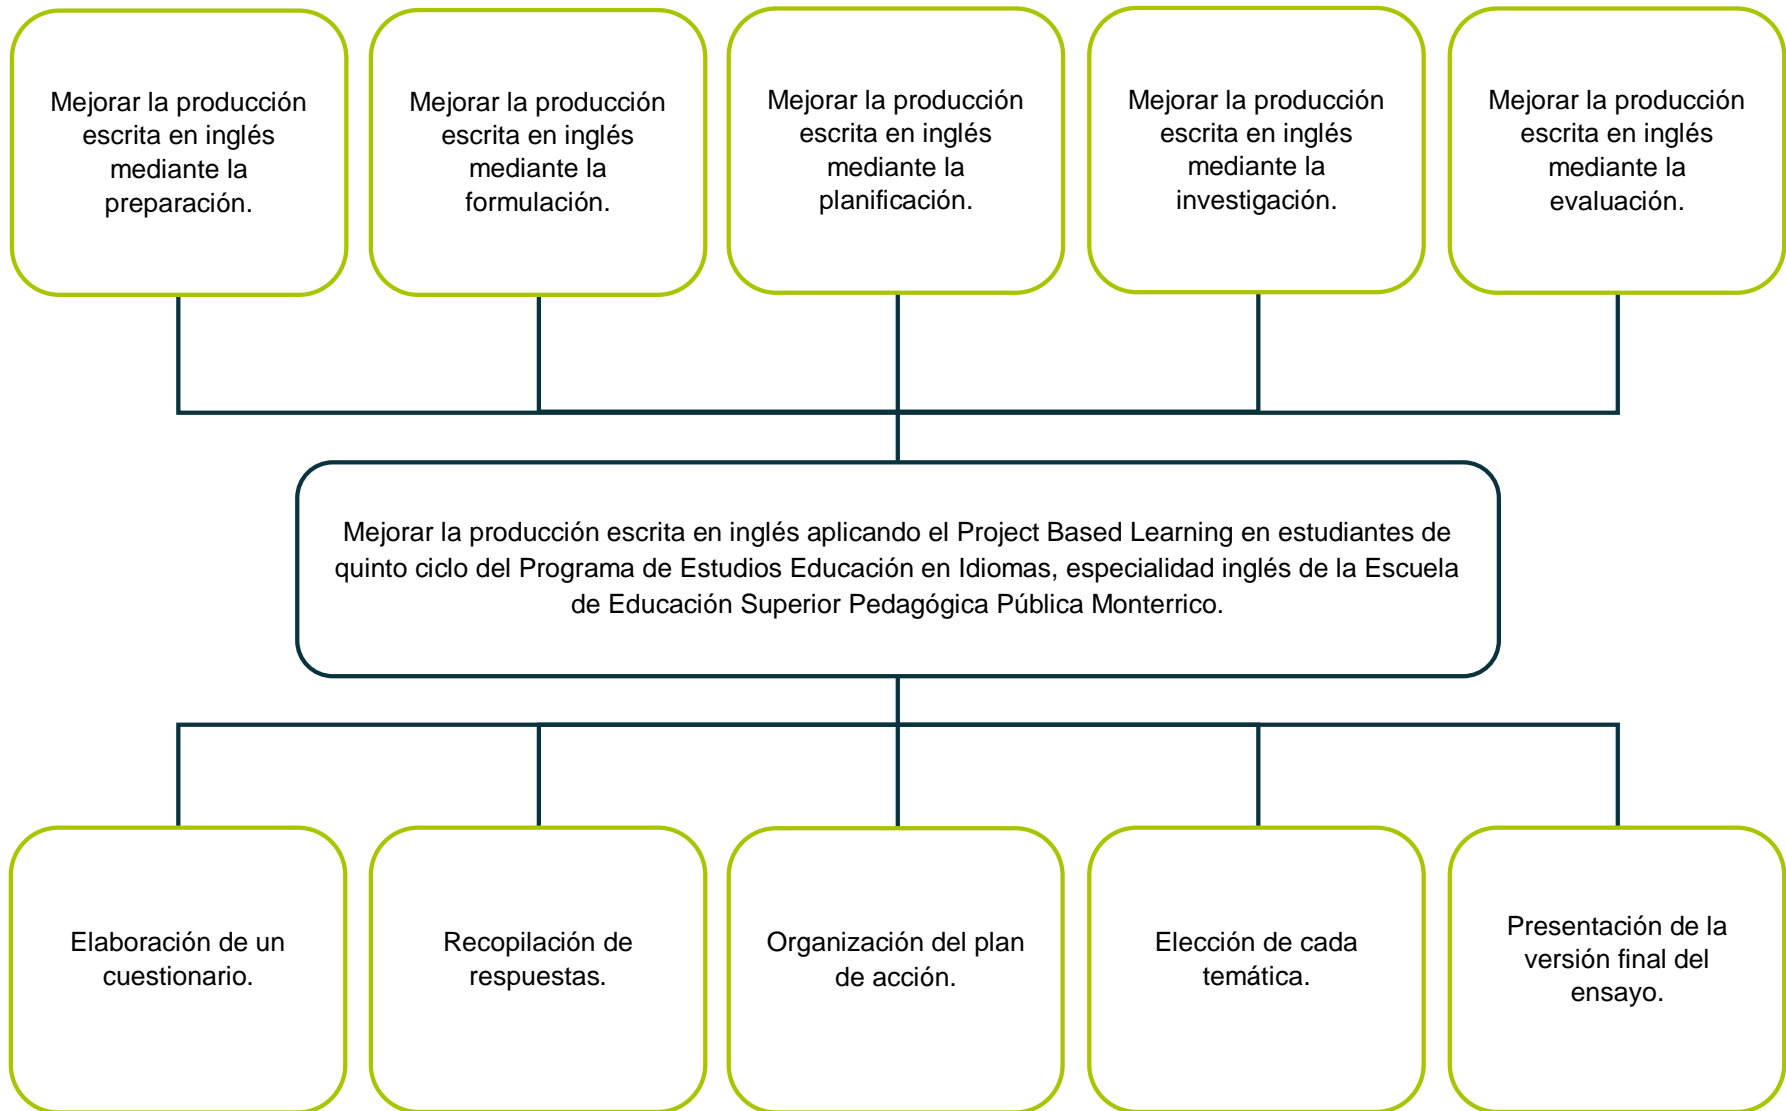 Mejorar la producción
escrita en inglés
mediante la
preparación.
Mejorar la producción
escrita en inglés
mediante la
formulación.
Mejorar la producción
escrita en inglés
mediante la
planificación.
Mejorar la producción
escrita en inglés
mediante la
investigación.
Mejorar la producción
escrita en inglés
mediante la
evaluación.
Mejorar la producción escrita en inglés aplicando el Project Based Learning en estudiantes de
quinto ciclo del Programa de Estudios Educación en Idiomas, especialidad inglés de la Escuela
de Educación Superior Pedagógica Pública Monterrico.
Elaboración de un
cuestionario.
Recopilación de
respuestas.
Organización del plan
de acción.
Elección de cada
temática.
Presentación de la
versión final del
ensayo.